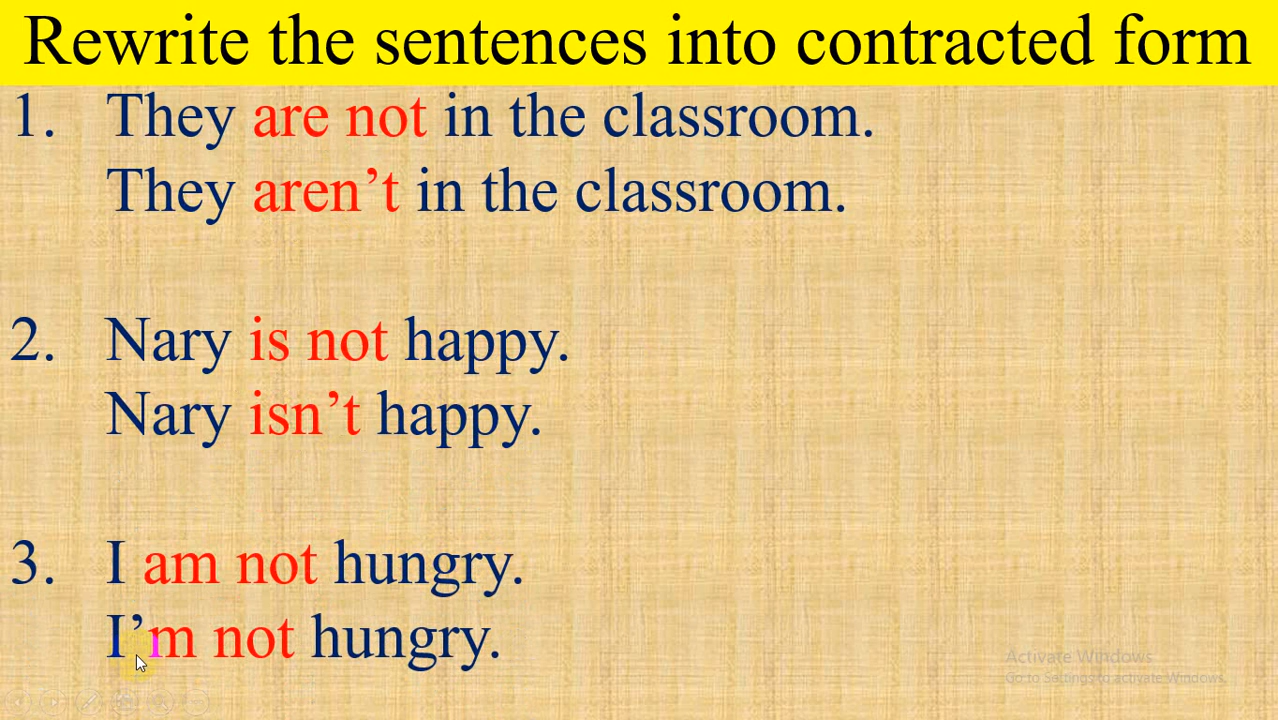 Rewrite the sentences into contracted form
1. They are not in the classroom.
They aren’t in the classroom.
2. Nary is not happy.
Nary isn’t happy.
3. I am not hungry.
I’m not hungry.
Activate Windows
Go to Settings to activate Windows.